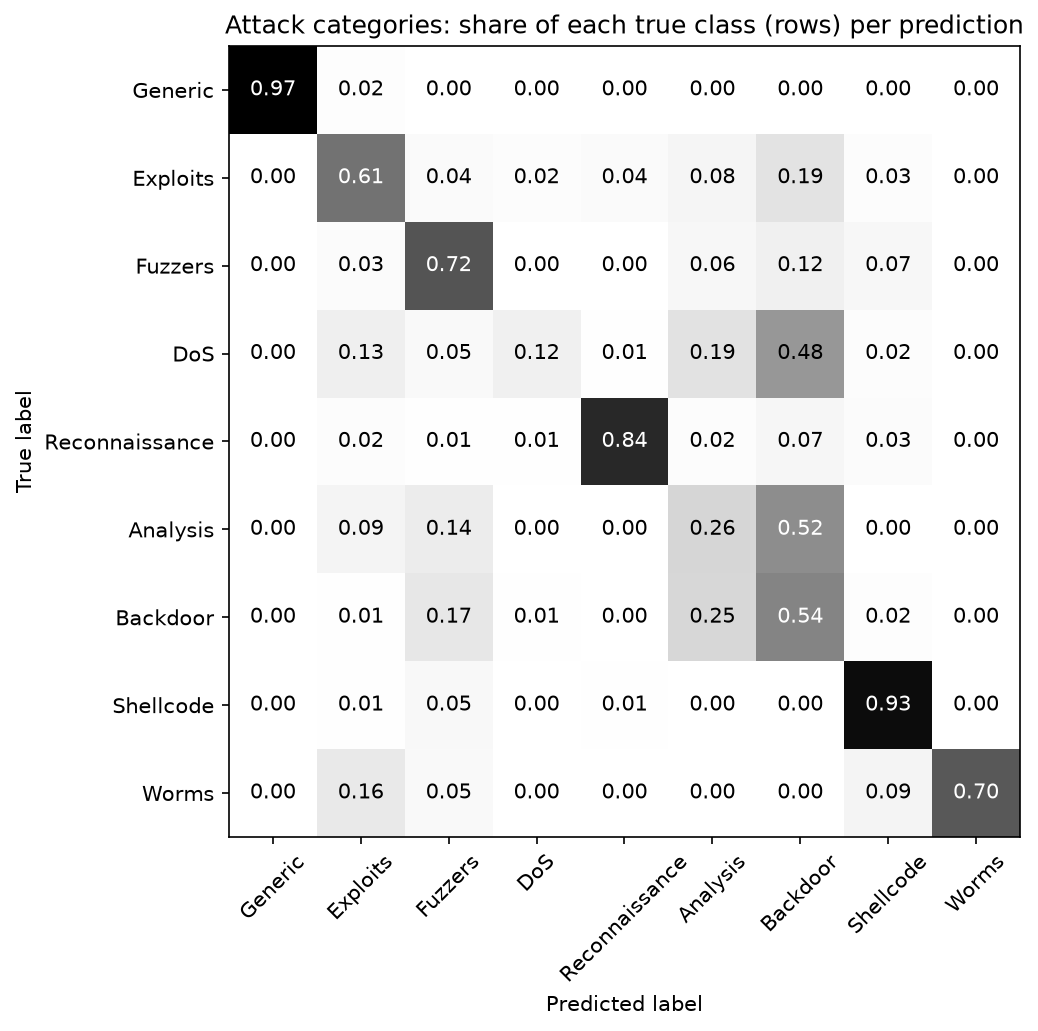 Attack categories: share of each true class (rows) per prediction
Generic 0.97 0.02 0.00 0.00 0.00 0.00 0.00 0.00 0.00
Exploits 0.00 0.61 0.04 0.02 0.04 0.08 0.19 0.03 0.00
Fuzzers 0.00 0.03 0.72 0.00 0.00 0.06 0.12 0.07 0.00
DoS 0.00 0.13 0.05 0.12 0.01 0.19 0.48 0.02 0.00
True label
Reconnaissance 0.00 0.02 0.01 0.01 0.84 0.02 0.07 0.03 0.00
Analysis 0.00 0.09 0.14 0.00 0.00 0.26 0.52 0.00 0.00
Backdoor 0.00 0.01 0.17 0.01 0.00 0.25 0.54 0.02 0.00
Shellcode 0.00 0.01 0.05 0.00 0.01 0.00 0.00 0.93 0.00
Worms 0.00 0.16 0.05 0.00 0.00 0.00 0.00 0.09 0.70
Generic Exploits Fuzzers DoS Reconnaissance Analysis Backdoor Shellcode Worms
Predicted label